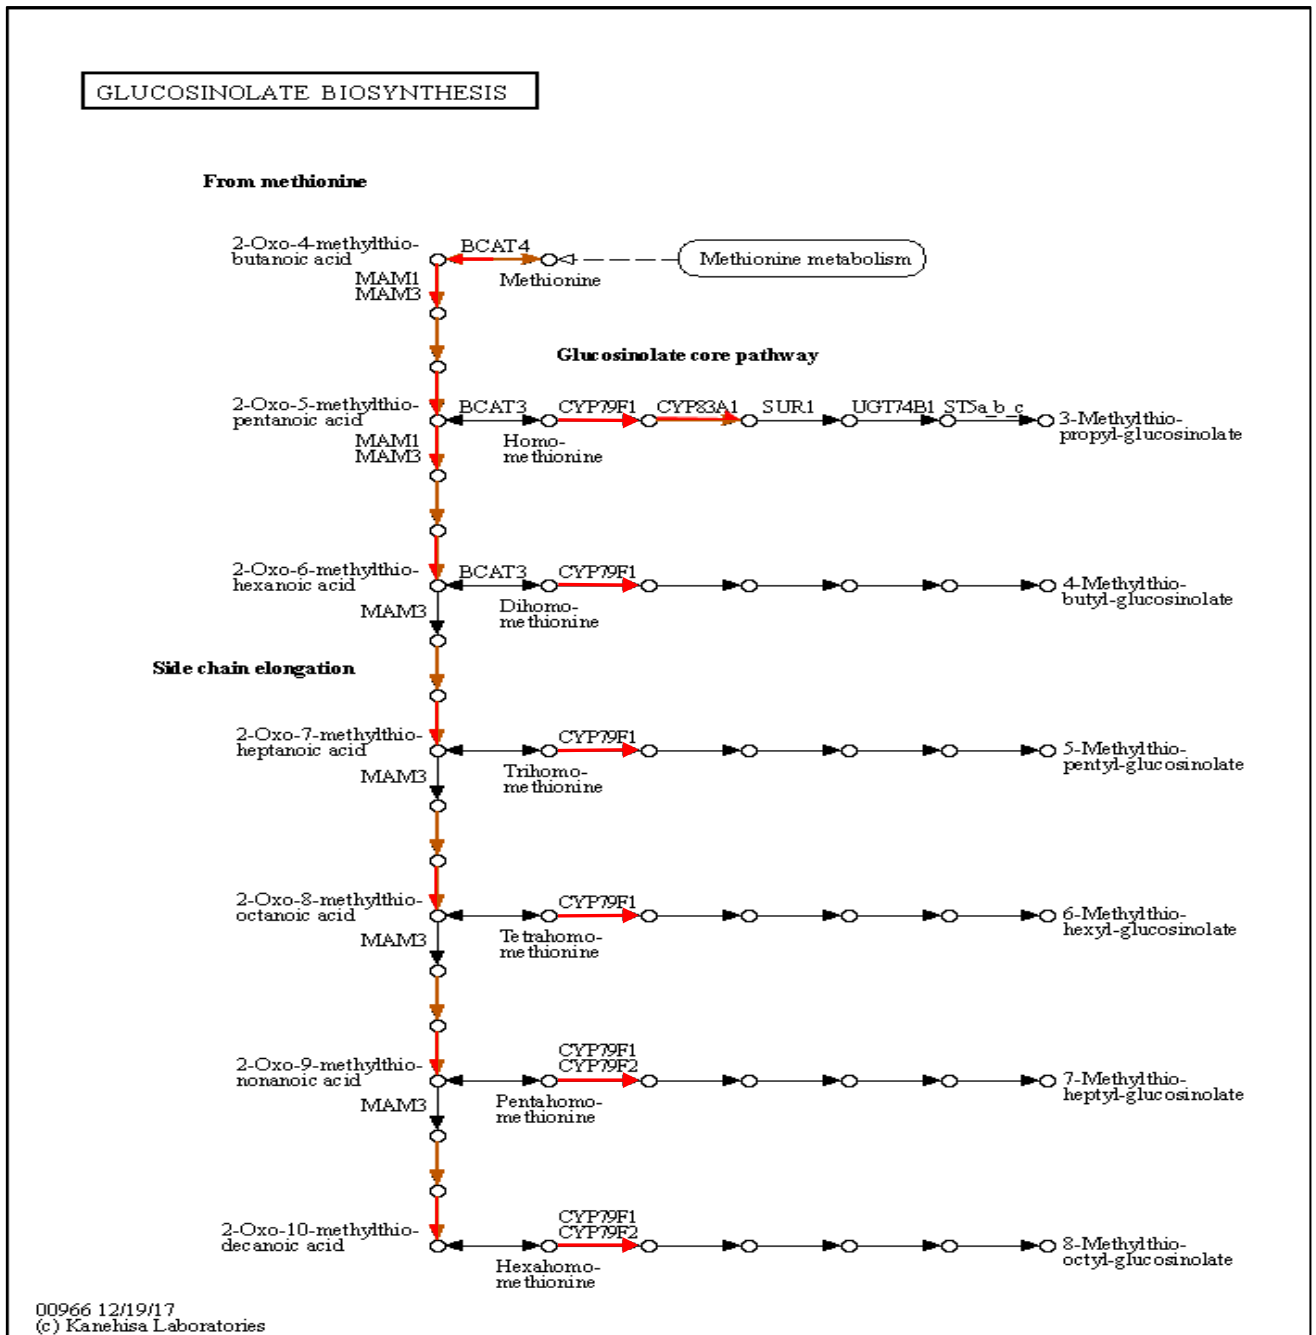 GLUCOSINOLATE BIOSYNTHESIS
From methionine
2-Oxo-4-methylthio-
butanoic acid
BCAT4
Methionine metabolism
Methionine
MAM1
MAM3
Glucosinolate core pathway
2-Oxo-5-methylthio-
pentanoic acid
BCAT3
CYP79F1
CYP83A1
SUR1
UGT74B1
ST5a_b_c
3-Methylthio-
propyl-glucosinolate
MAM1
MAM3
Homo-
methionine
2-Oxo-6-methylthio-
hexanoic acid
BCAT3
CYP79F1
4-Methylthio-
butyl-glucosinolate
MAM3
Dihomo-
methionine
Side chain elongation
2-Oxo-7-methylthio-
heptanoic acid
CYP79F1
5-Methylthio-
pentyl-glucosinolate
MAM3
Trihomo-
methionine
2-Oxo-8-methylthio-
octanoic acid
CYP79F1
6-Methylthio-
hexyl-glucosinolate
MAM3
Tetrahomo-
methionine
2-Oxo-9-methylthio-
nonanoic acid
CYP79F1
CYP79F2
7-Methylthio-
heptyl-glucosinolate
MAM3
Pentahomo-
methionine
2-Oxo-10-methylthio-
decanoic acid
CYP79F1
CYP79F2
8-Methylthio-
octyl-glucosinolate
Hexahomo-
methionine
00966 12/19/17
(c) Kanehisa Laboratories